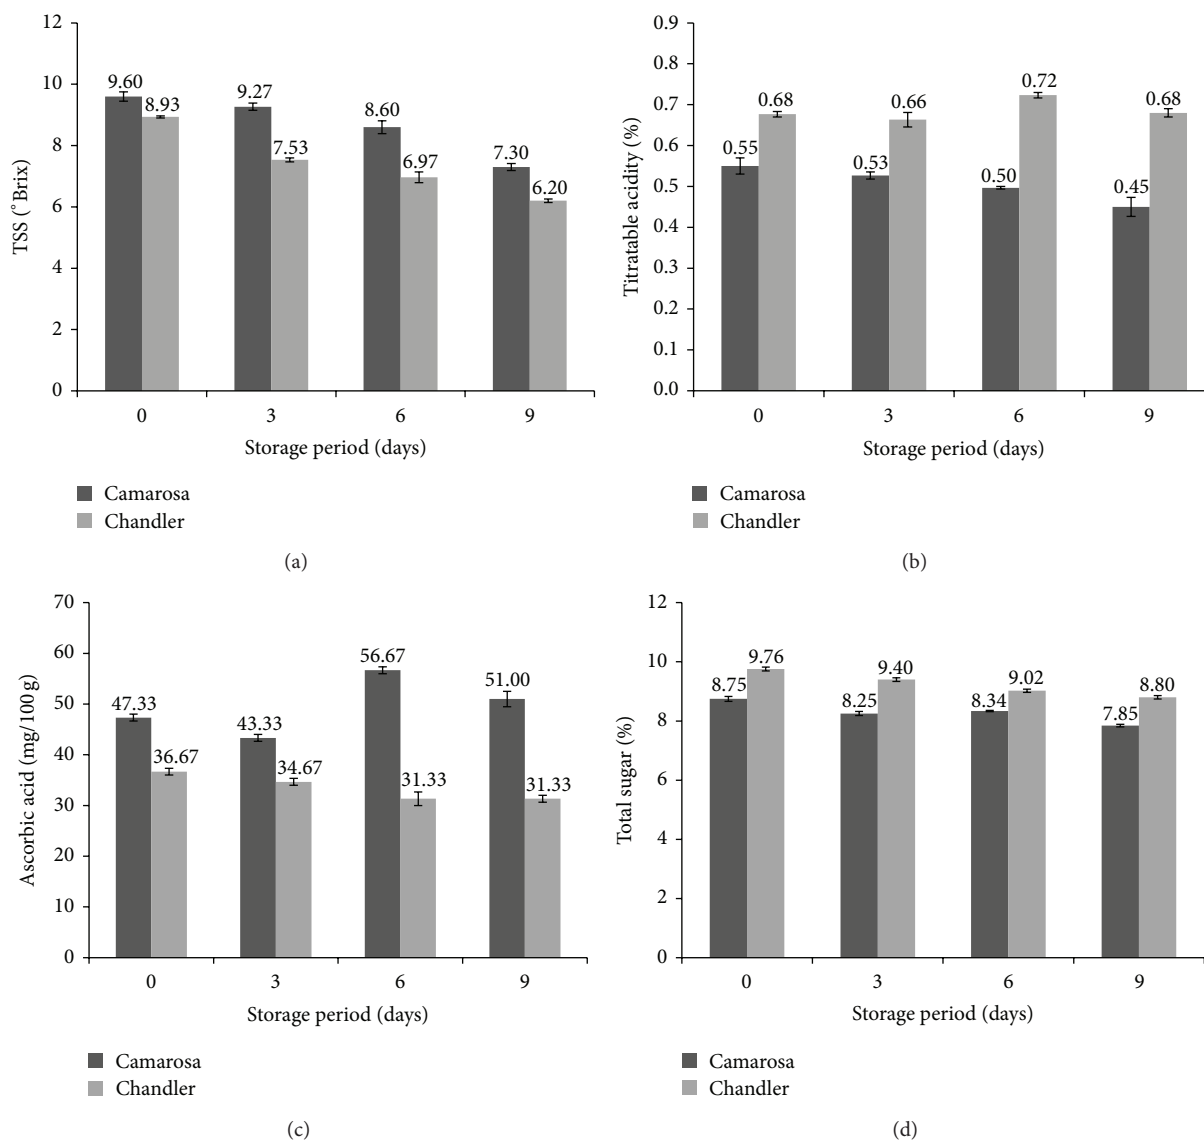 12
10
8
6
4
2
0
TSS (°Brix)
9.60
8.93
9.27
7.53
8.60
6.97
7.30
6.20
0 3 6 9
Storage period (days)
Camarosa
Chandler
(a)
0.9
0.8
0.7
0.6
0.5
0.4
0.3
0.2
0.1
0.0
Titratable acidity (%)
0.55
0.68
0.53
0.66
0.50
0.72
0.45
0.68
0 3 6 9
Storage period (days)
Camarosa
Chandler
(b)
70
60
50
40
30
20
10
0
Ascorbic acid (mg/100 g)
47.33
36.67
43.33
34.67
56.67
31.33
51.00
31.33
0 3 6 9
Storage period (days)
Camarosa
Chandler
(c)
12
10
8
6
4
2
0
Total sugar (%)
8.75
9.76
8.25
9.40
8.34
9.02
7.85
8.80
0 3 6 9
Storage period (days)
Camarosa
Chandler
(d)